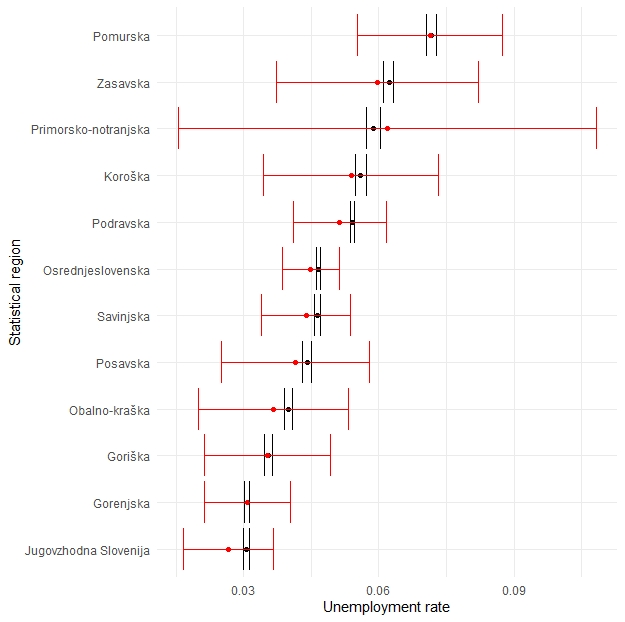 Pomurska
Zasavska
Primorsko-notranjska
Koroška
Podravska
Osrednjeslovenska
Savinjska
Posavska
Obalno-kraška
Goriška
Gorenjska
Jugovzhodna Slovenija
Statistical region
0.03 0.06 0.09
Unemployment rate